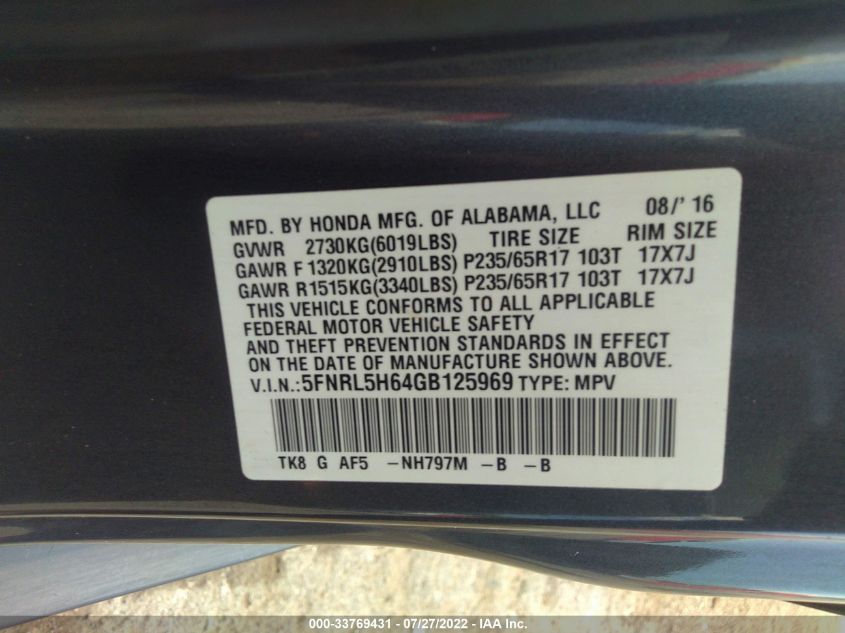 MFD. BY HONDA MFG. OF ALABAMA, LLC 08/' 16
GVWR 2730KG(6019LBS) TIRE SIZE RIM SIZE
GAWR F 1320KG(2910LBS) P235/65R17 103T 17X7J
GAWR R1515KG(3340LBS) P235/65R17 103T 17X7J
THIS VEHICLE CONFORMS TO ALL APPLICABLE
FEDERAL MOTOR VEHICLE SAFETY
AND THEFT PREVENTION STANDARDS IN EFFECT
ON THE DATE OF MANUFACTURE SHOWN ABOVE.
V.I.N.:5FNRL5H64GB125969 TYPE: MPV
TK8 G AF5 -NH797M -B -B
000-33769431 - 07/27/2022 - IAA Inc.